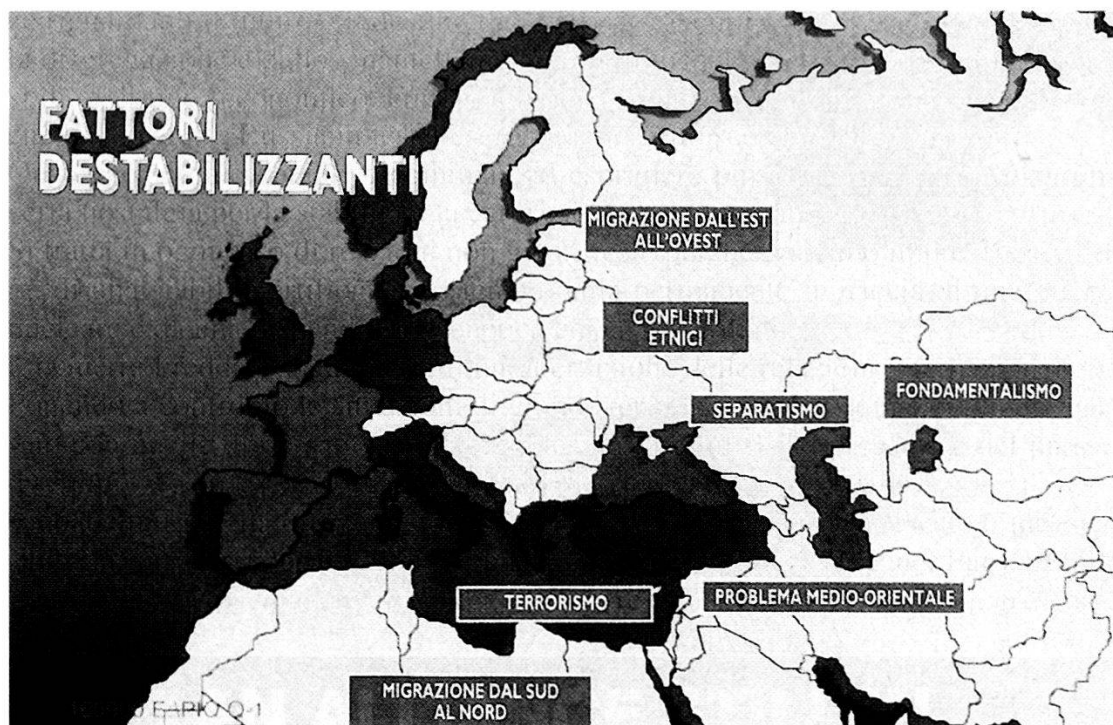 FATTORI
DESTABILIZZANTI
MIGRAZIONE DALL'EST
ALL'OVEST
CONFLITTI
ETNICI
SEPARATISMO
FONDAMENTALISMO
TERRORISMO
PROBLEMA MEDIO-ORIENTALE
MIGRAZIONE DAL SUD
AL NORD